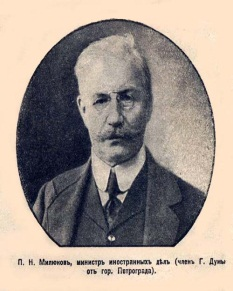 П. Н. Милюковъ, министръ иностранныхъ дѣлъ (членъ Г. Думы
отъ гор. Петрограда).